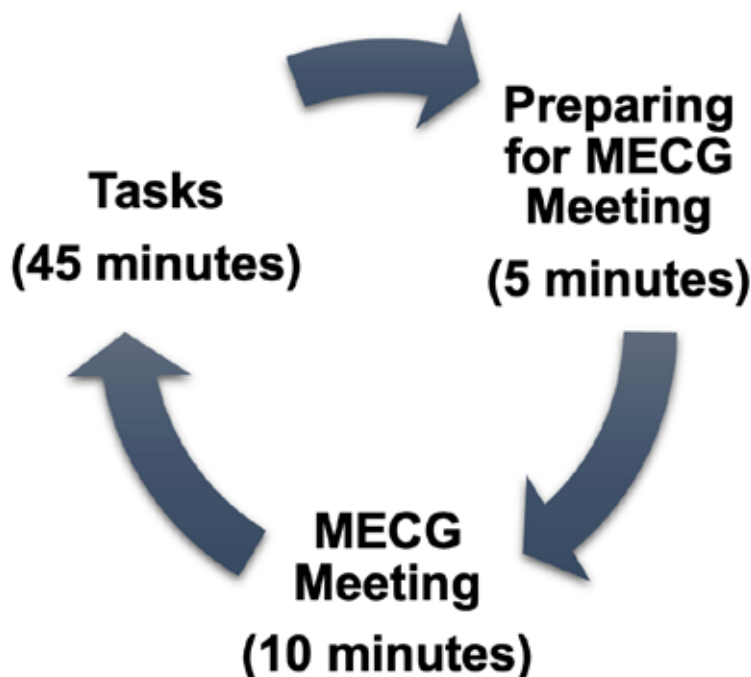 Preparing
for MECG
Meeting
(5 minutes)
MECG
Meeting
(10 minutes)
Tasks
(45 minutes)